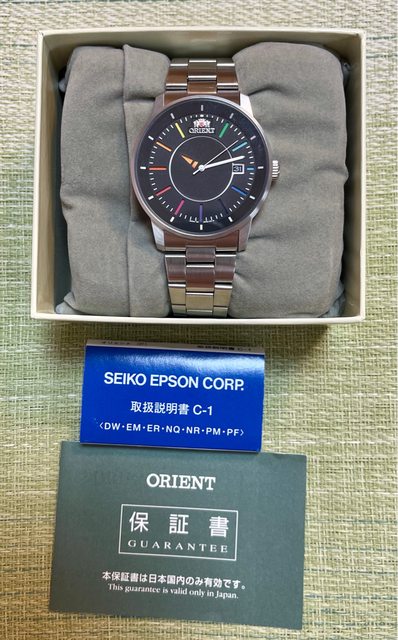 ORIENT
31
SEIKO EPSON CORP.
取扱説明書 C-1
〈DW・EM・ER・NQ・NR・PM・PF〉
ORIENT
保証書
GUARANTEE
本保証書は日本国内のみ有効です。
This guarantee is valid only in Japan.